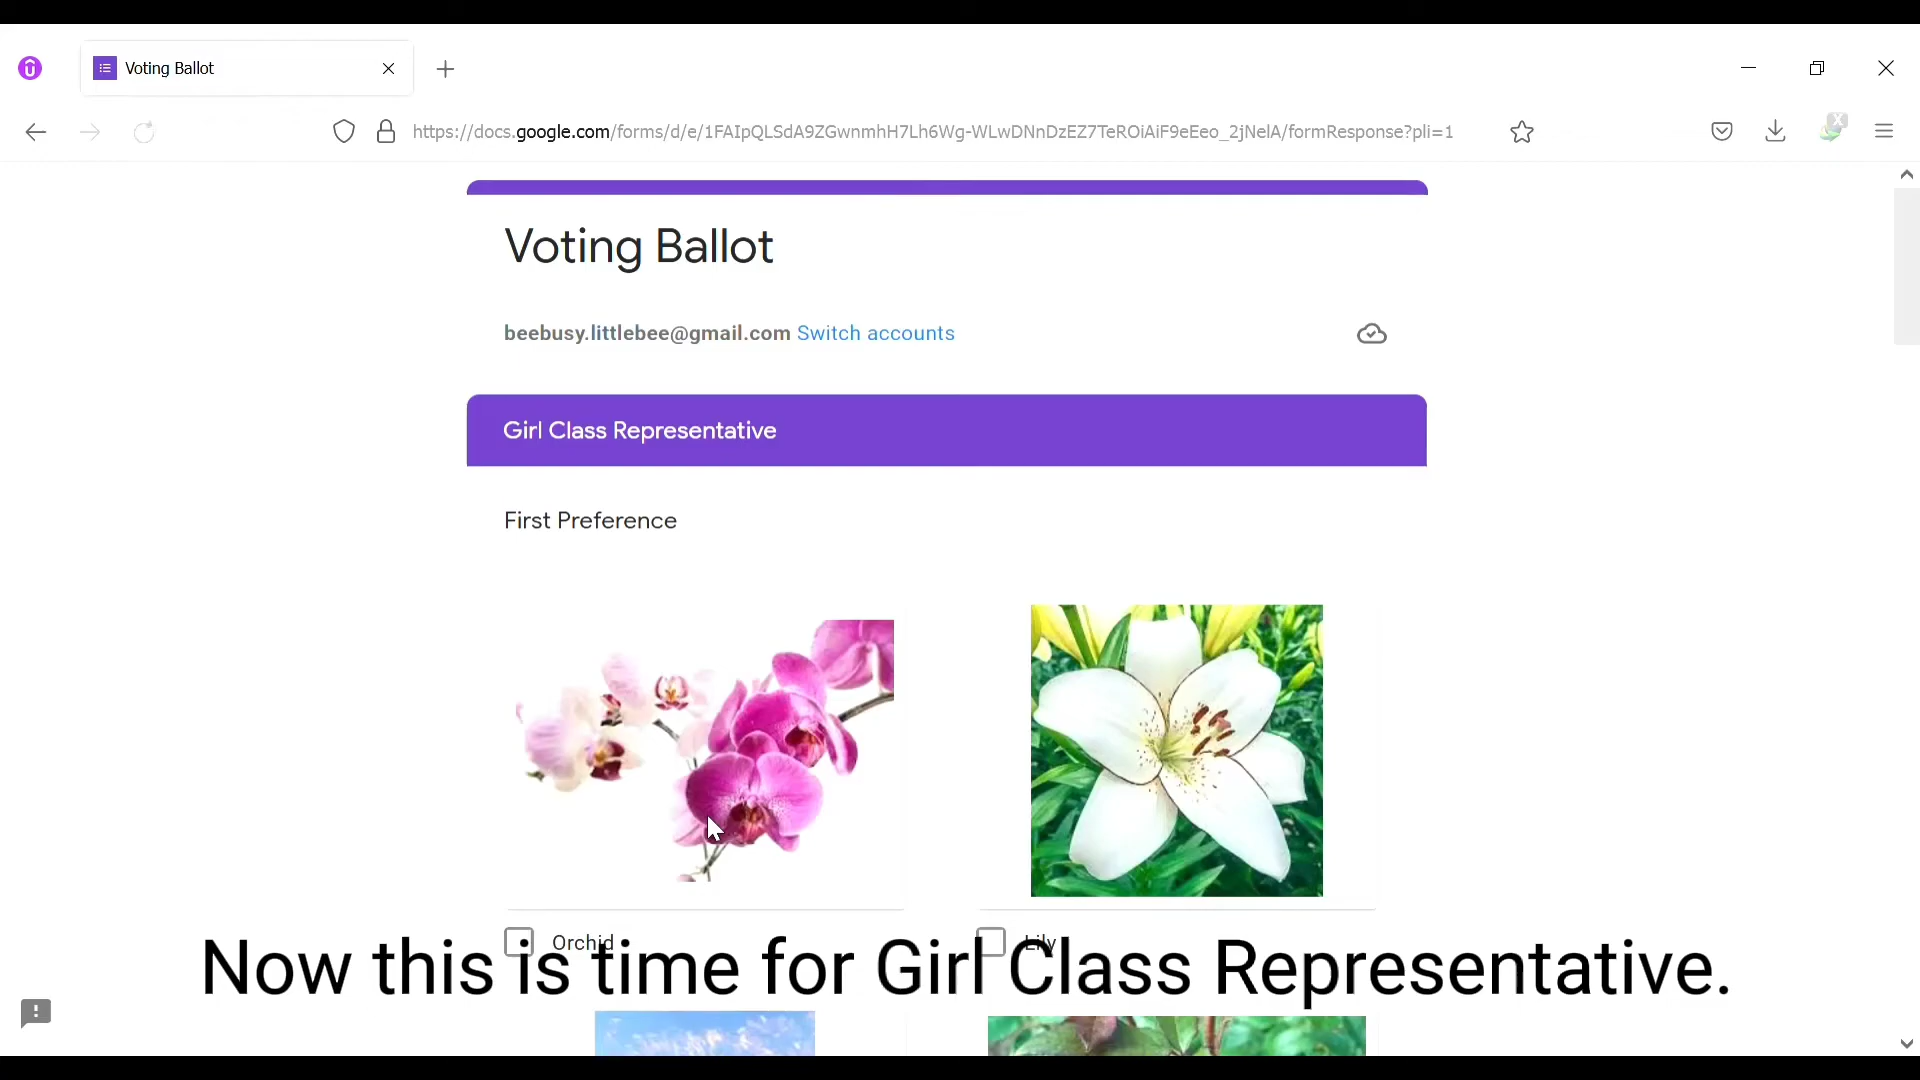 Voting Ballot
https://docs.google.com/forms/d/e/1FAIpQLSdA9ZGwnmhH7Lh6Wg-WLwDNnDzEZ7TeROiAiF9eEeo_2jNelA/formResponse?pli=1
X
Voting Ballot
beebusy.littlebee@gmail.com Switch accounts
Girl Class Representative
First Preference
Orchid
Lily
Now this is time for Girl Class Representative.